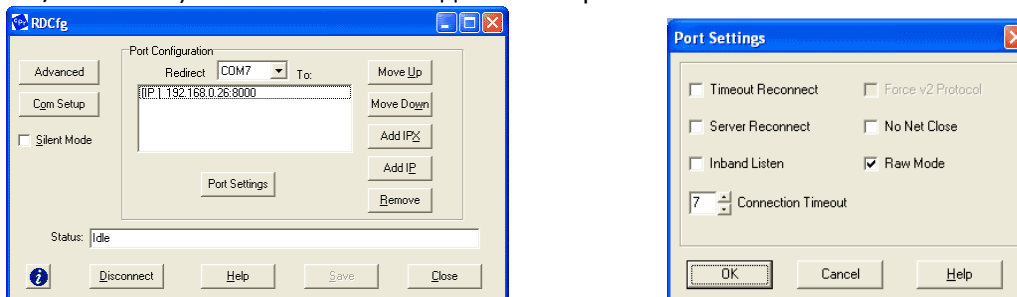 RDCfg
Port Configuration
Advanced
Redirect COM7 To:
Move Up
[IP ] 192.168.0.26:8000
Com Setup
Move Down
Silent Mode
Add IPX
Add IP
Port Settings
Remove
Status: Idle
Disconnect Help Save Close
Port Settings
Timeout Reconnect Force v2 Protocol
Server Reconnect No Net Close
Inband Listen Raw Mode
7 Connection Timeout
OK Cancel Help